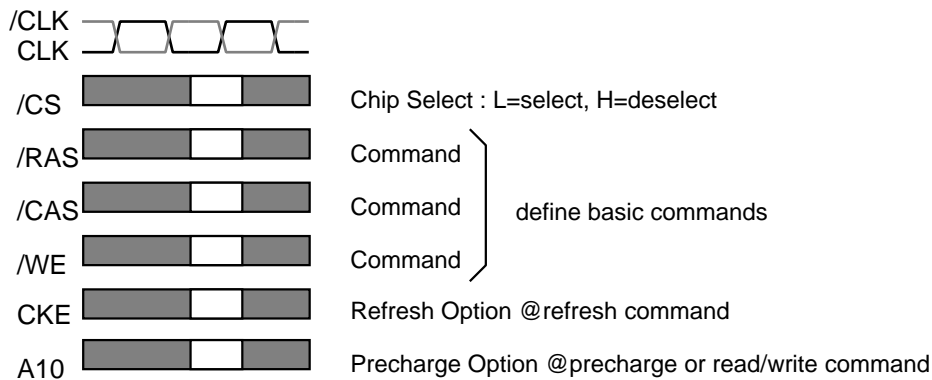 /CLK
CLK
/CS Chip Select : L=select, H=deselect
/RAS Command
/CAS Command define basic commands
/WE Command
CKE Refresh Option @refresh command
A10 Precharge Option @precharge or read/write command